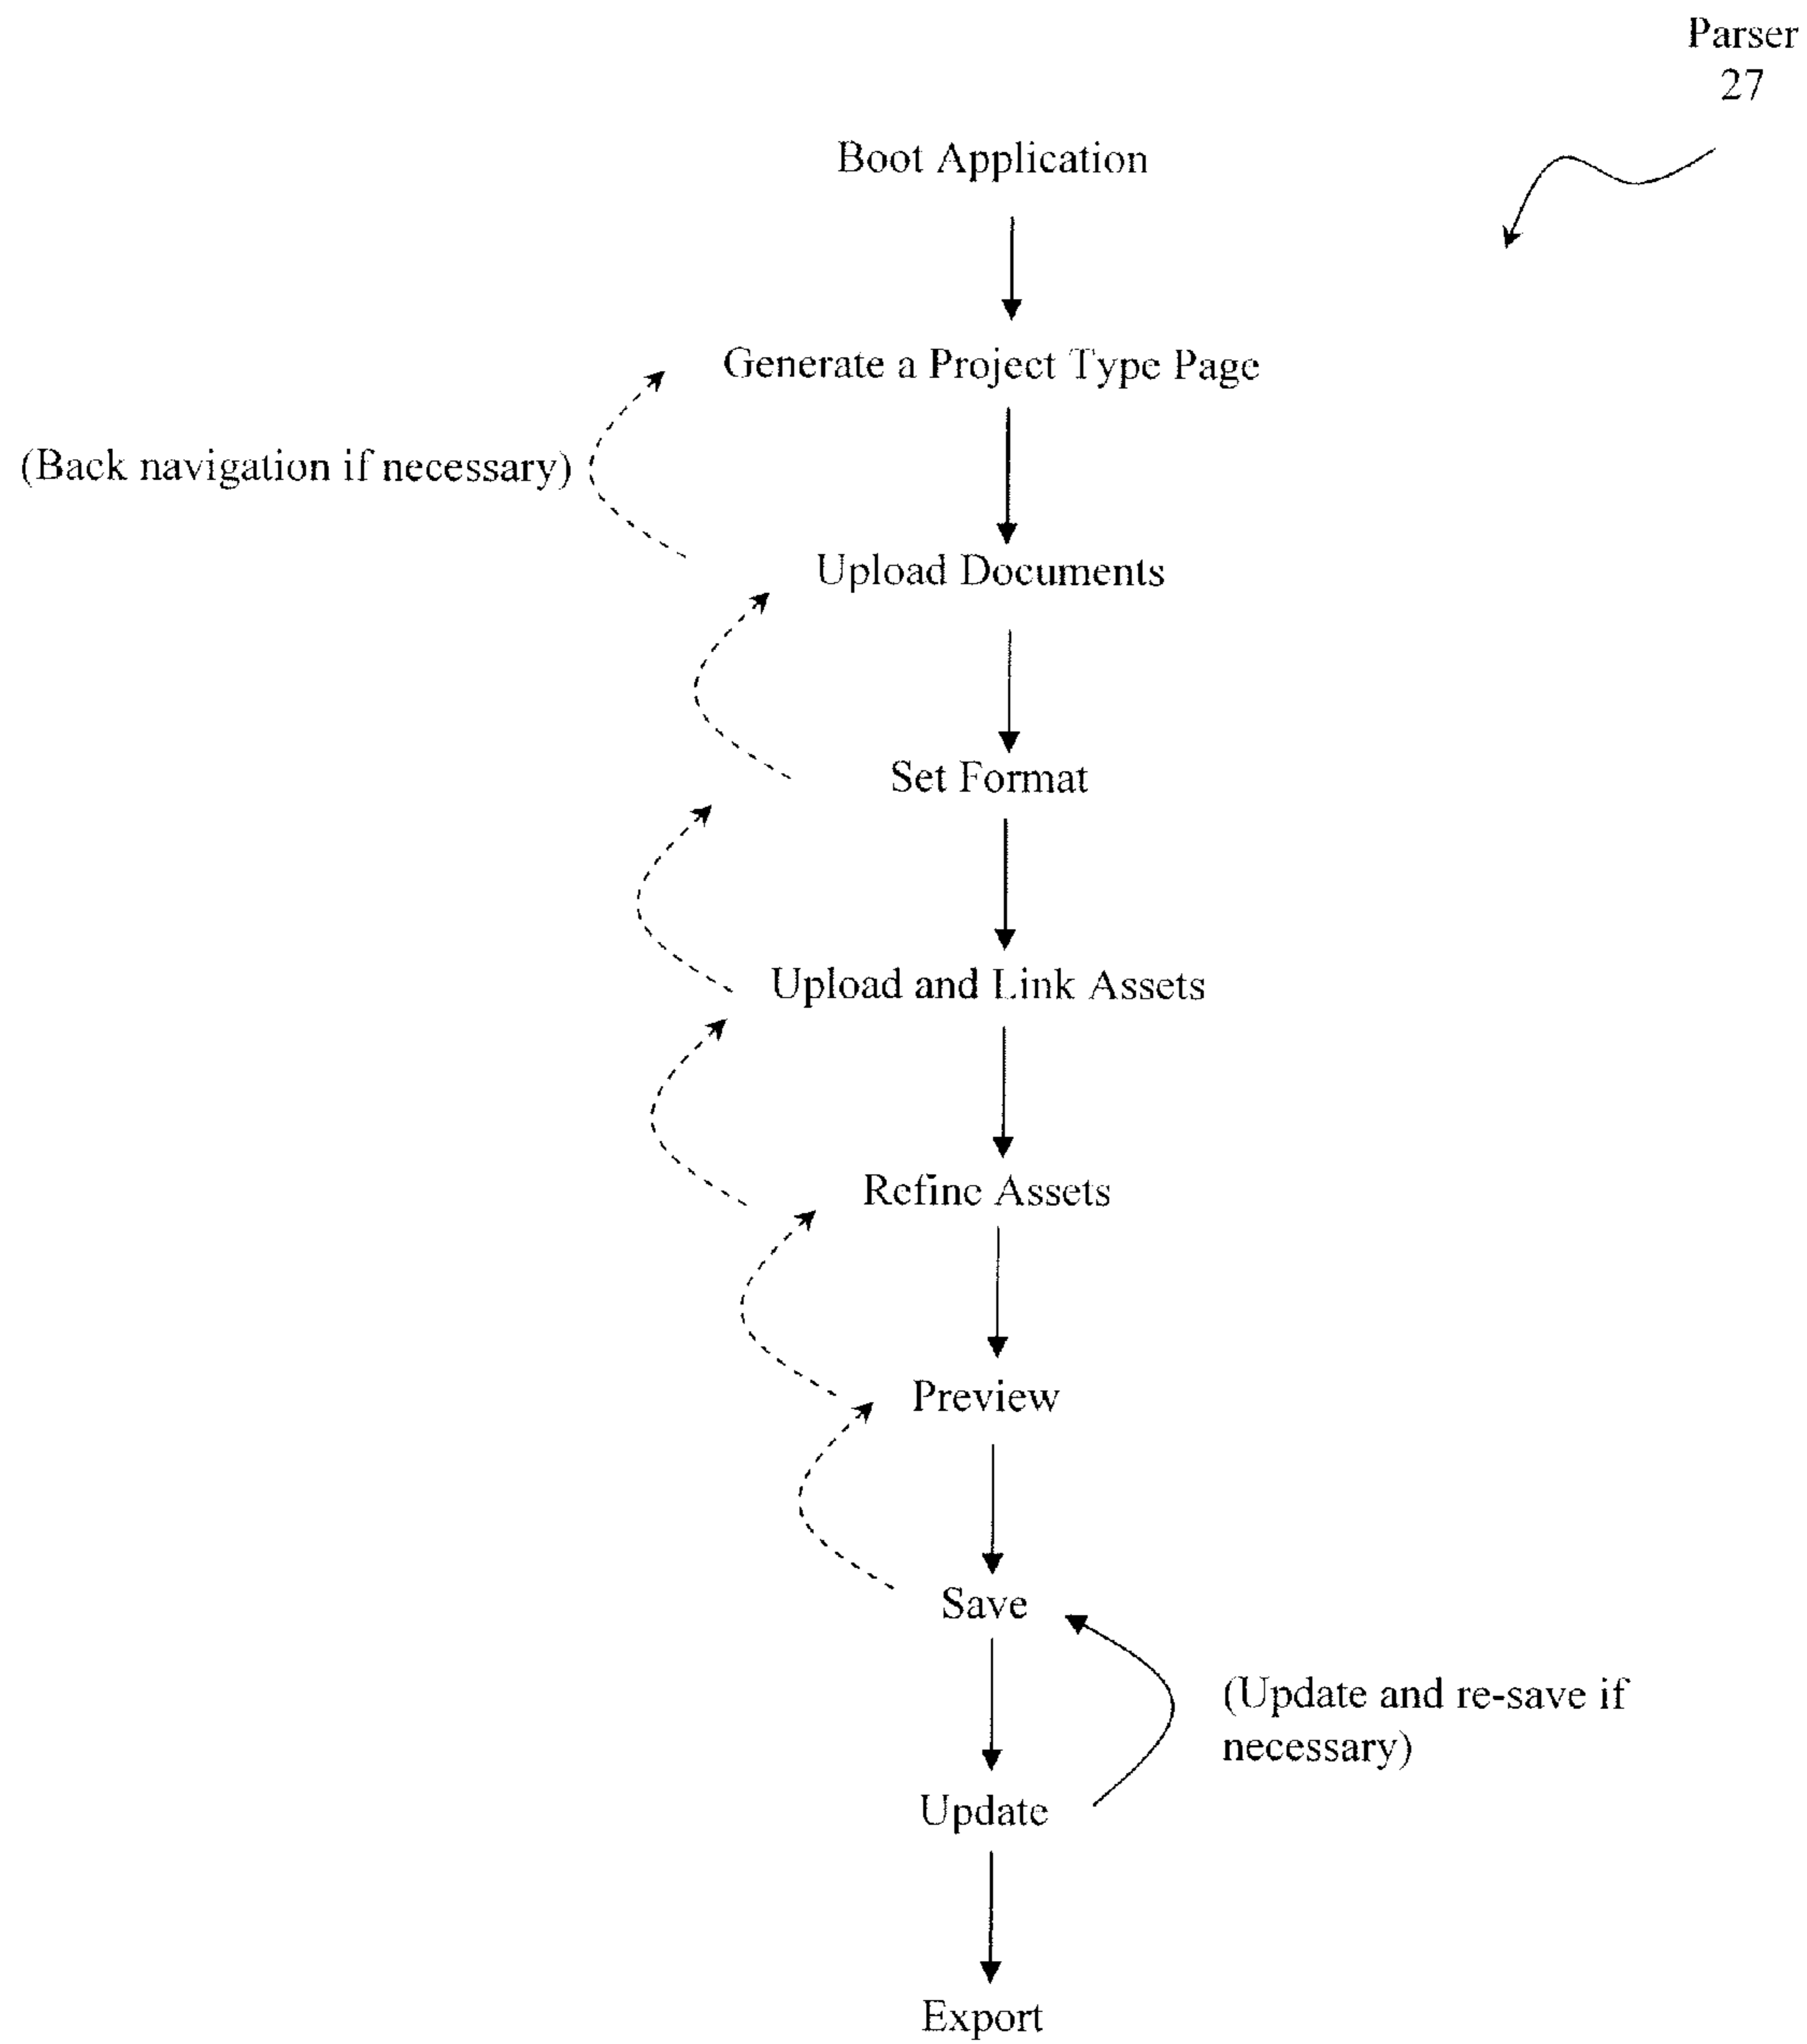 Parser
27
Boot Application
Generate a Project Type Page
(Back navigation if necessary)
Upload Documents
Set Format
Upload and Link Assets
Refine Assets
Preview
Save
(Update and re-save if
necessary)
Update
Export